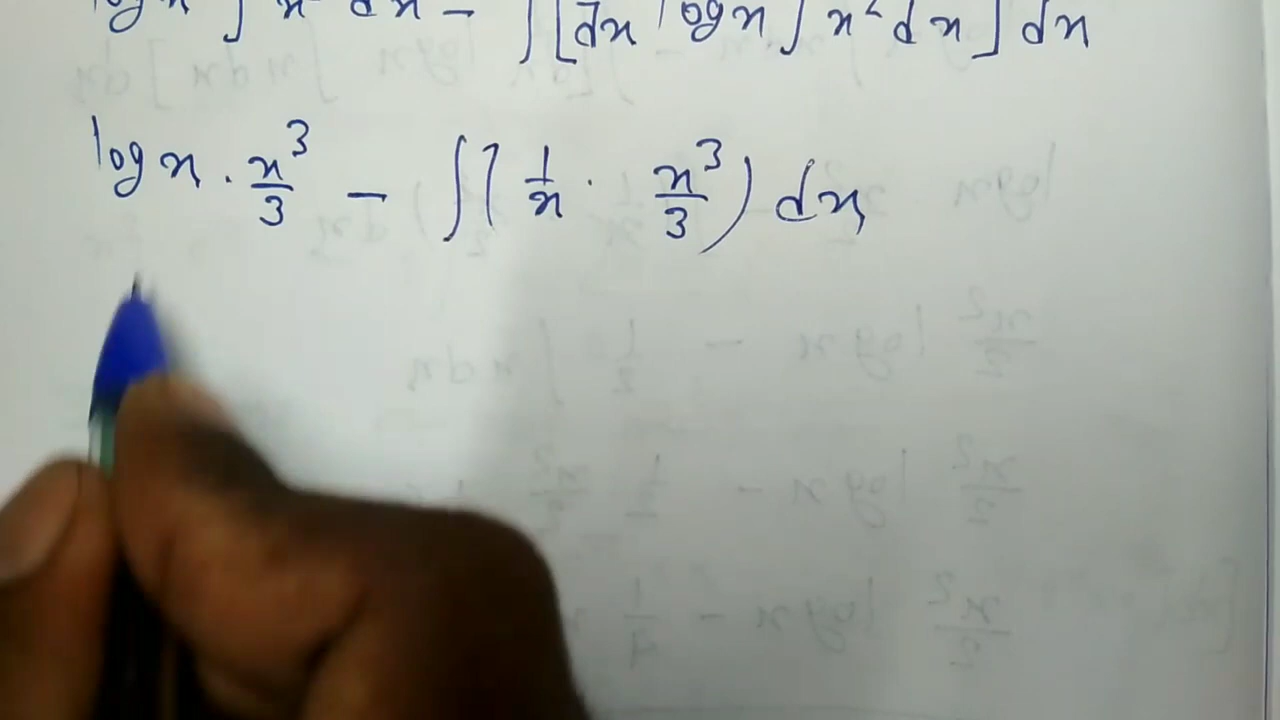 log x ∫ x² dx − ∫ [ d/dx log x ∫ x² dx ] dx
log x · x³/3 − ∫ ( 1/x · x³/3 ) dx